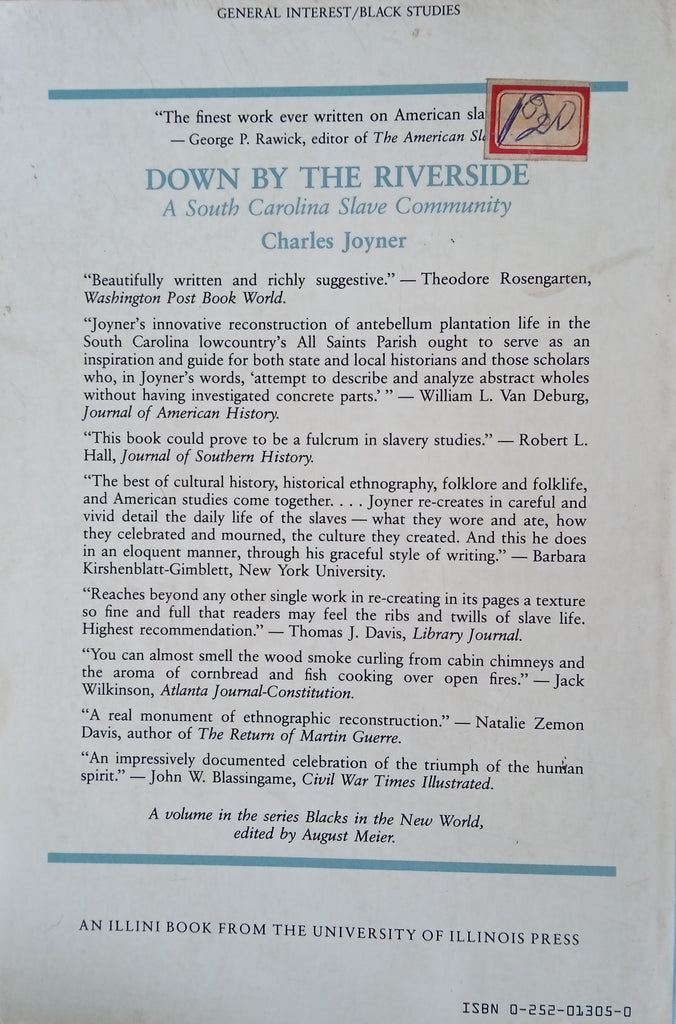 GENERAL INTEREST/BLACK STUDIES
“The finest work ever written on American
— George P. Rawick, editor of The American
DOWN BY THE RIVERSIDE
A South Carolina Slave Community
Charles Joyner
“Beautifully written and richly suggestive.” — Theodore Rosengarten,
Washington Post Book World.
“Joyner’s innovative reconstruction of antebellum plantation life in the
South Carolina lowcountry’s All Saints Parish ought to serve as an
inspiration and guide for both state and local historians and those scholars
who, in Joyner’s words, ‘attempt to describe and analyze abstract wholes
without having investigated concrete parts.’ ” — William L. Van Deburg,
Journal of American History.
“This book could prove to be a fulcrum in slavery studies.” — Robert L.
Hall, Journal of Southern History.
“The best of cultural history, historical ethnography, folklore and folklife,
and American studies come together. . . . Joyner re-creates in careful and
vivid detail the daily life of the slaves — what they wore and ate, how
they celebrated and mourned, the culture they created. And this he does
in an eloquent manner, through his graceful style of writing.” — Barbara
Kirshenblatt-Gimblett, New York University.
“Reaches beyond any other single work in re-creating in its pages a texture
so fine and full that readers may feel the ribs and twills of slave life.
Highest recommendation.” — Thomas J. Davis, Library Journal.
“You can almost smell the wood smoke curling from cabin chimneys and
the aroma of cornbread and fish cooking over open fires.” — Jack
Wilkinson, Atlanta Journal-Constitution.
“A real monument of ethnographic reconstruction.” — Natalie Zemon
Davis, author of The Return of Martin Guerre.
“An impressively documented celebration of the triumph of the human
spirit.” — John W. Blassingame, Civil War Times Illustrated.
A volume in the series Blacks in the New World,
edited by August Meier.
AN ILLINI BOOK FROM THE UNIVERSITY OF ILLINOIS PRESS
ISBN 0-252-01305-0